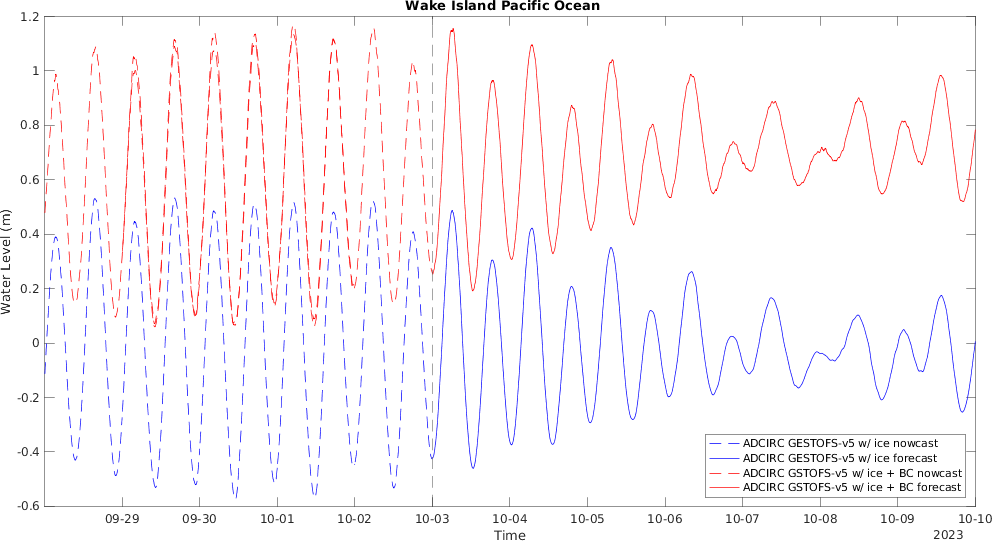 Wake Island Pacific Ocean
Water Level (m)
1.2
1
0.8
0.6
0.4
0.2
0
-0.2
-0.4
-0.6
ADCIRC GESTOFS-v5 w/ ice nowcast
ADCIRC GESTOFS-v5 w/ ice forecast
ADCIRC GSTOFS-v5 w/ ice + BC nowcast
ADCIRC GSTOFS-v5 w/ ice + BC forecast
09-29 09-30 10-01 10-02 10-03 10-04 10-05 10-06 10-07 10-08 10-09 10-10
Time
2023